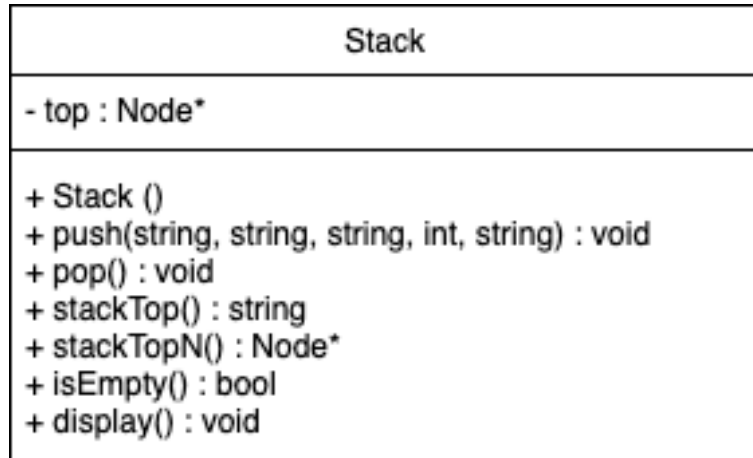 Stack
- top : Node*
+ Stack ()
+ push(string, string, string, int, string) : void
+ pop() : void
+ stackTop() : string
+ stackTopN() : Node*
+ isEmpty() : bool
+ display() : void